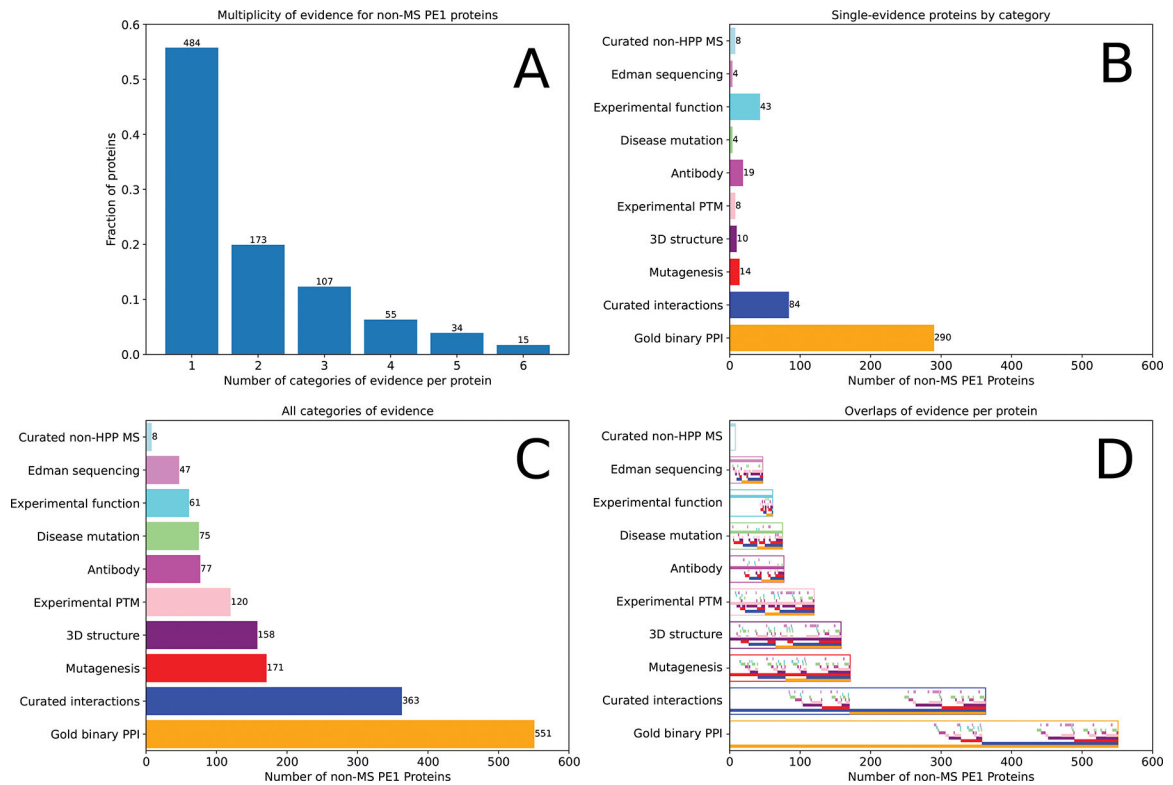 Multiplicity of evidence for non-MS PE1 proteins
A
Fraction of proteins
0.6
0.5
0.4
0.3
0.2
0.1
0.0
484
173
107
55
34
15
1 2 3 4 5 6
Number of categories of evidence per protein
Single-evidence proteins by category
B
Curated non-HPP MS 8
Edman sequencing 4
Experimental function 43
Disease mutation 4
Antibody 19
Experimental PTM 8
3D structure 10
Mutagenesis 14
Curated interactions 84
Gold binary PPI 290
0 100 200 300 400 500 600
Number of non-MS PE1 Proteins
All categories of evidence
C
Curated non-HPP MS 8
Edman sequencing 47
Experimental function 61
Disease mutation 75
Antibody 77
Experimental PTM 120
3D structure 158
Mutagenesis 171
Curated interactions 363
Gold binary PPI 551
0 100 200 300 400 500 600
Number of non-MS PE1 Proteins
Overlaps of evidence per protein
D
Curated non-HPP MS
Edman sequencing
Experimental function
Disease mutation
Antibody
Experimental PTM
3D structure
Mutagenesis
Curated interactions
Gold binary PPI
0 100 200 300 400 500 600
Number of non-MS PE1 Proteins